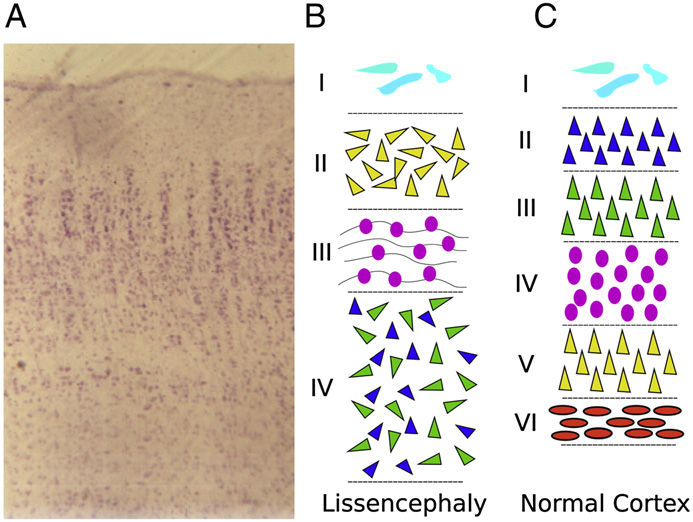 A
B
C
I
II
III
IV
Lissencephaly
I
II
III
IV
V
VI
Normal Cortex